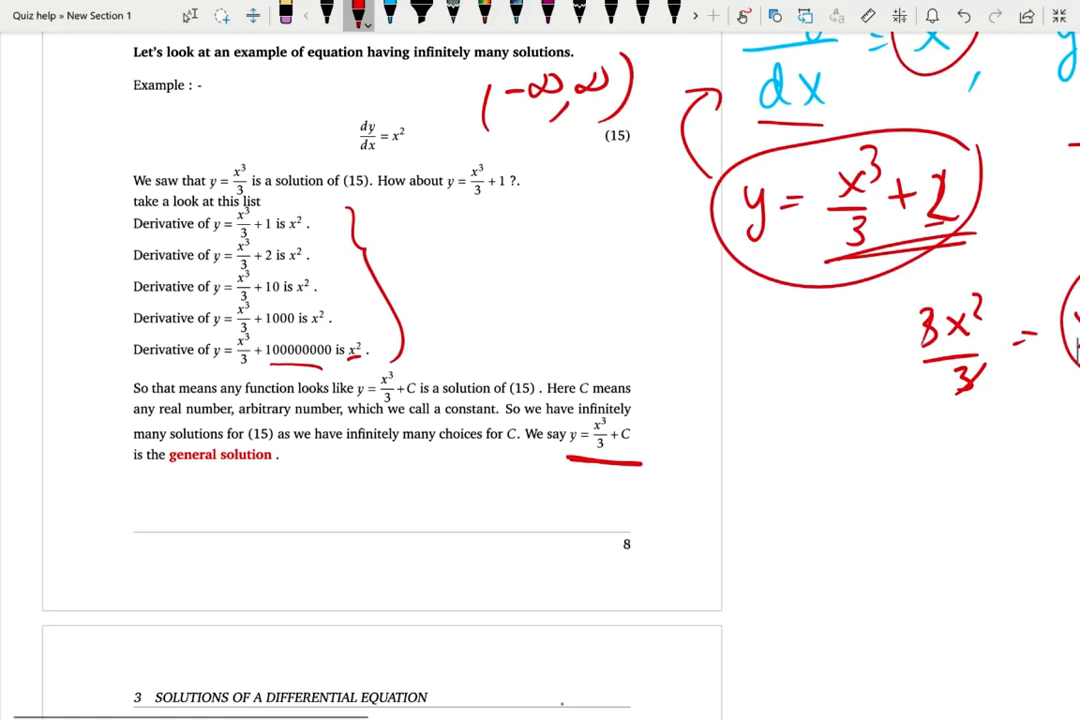 Quiz help » New Section 1
Let's look at an example of equation having infinitely many solutions.
Example : -
(-∞, ∞)
dy/dx = x² (15)
We saw that y = x³/3 is a solution of (15). How about y = x³/3 + 1 ?.
take a look at this list
Derivative of y = x³/3 + 1 is x² .
Derivative of y = x³/3 + 2 is x² .
Derivative of y = x³/3 + 10 is x² .
Derivative of y = x³/3 + 1000 is x² .
Derivative of y = x³/3 + 100000000 is x² .
So that means any function looks like y = x³/3 + C is a solution of (15) . Here C means
any real number, arbitrary number, which we call a constant. So we have infinitely
many solutions for (15) as we have infinitely many choices for C. We say y = x³/3 + C
is the general solution .
8
3 SOLUTIONS OF A DIFFERENTIAL EQUATION
dx = x , y
y = x³/3 +
3x²/3 =